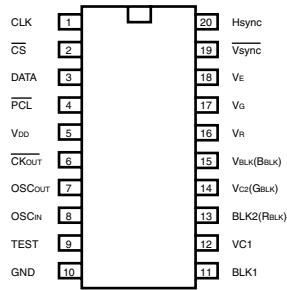 CLK 1 20 Hsync
CS 2 19 Vsync
DATA 3 18 VE
PCL 4 17 VG
VDD 5 16 VR
CKOUT 6 15 VBLK(BBLK)
OSCOUT 7 14 VC2(GBLK)
OSCIN 8 13 BLK2(RBLK)
TEST 9 12 VC1
GND 10 11 BLK1